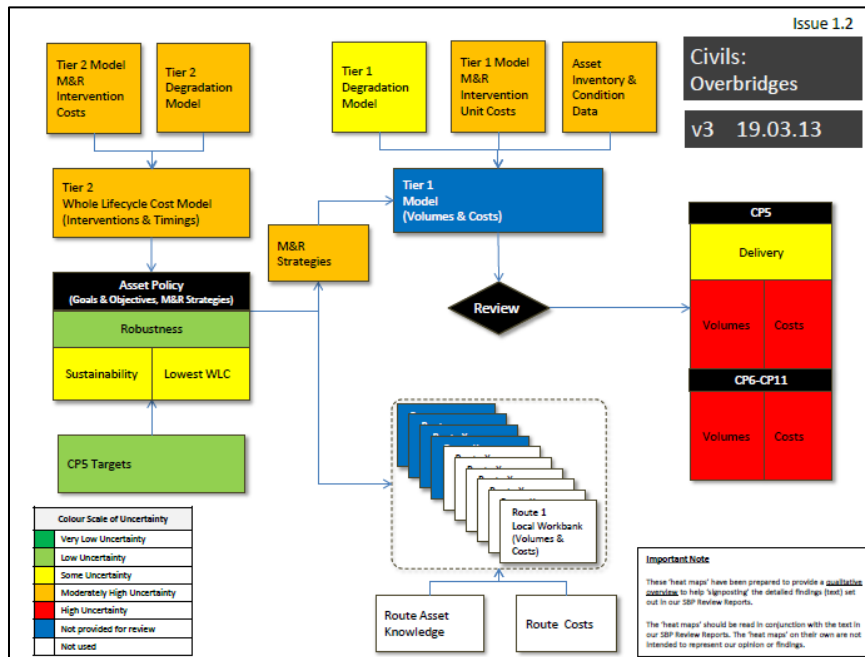 Issue 1.2
Civils:
Overbridges
v3 19.03.13
Tier 2 Model
M&R
Intervention
Costs
Tier 2
Degradation
Model
Tier 1
Degradation
Model
Tier 1 Model
M&R
Intervention
Unit Costs
Asset
Inventory &
Condition
Data
Tier 2
Whole Lifecycle Cost Model
(Interventions & Timings)
Tier 1
Model
(Volumes & Costs)
M&R
Strategies
Asset Policy
(Goals & Objectives, M&R Strategies)
Robustness
Sustainability
Lowest WLC
CP5 Targets
Review
CP5
Delivery
Volumes
Costs
CP6-CP11
Volumes
Costs
Route 1
Local Workbank
(Volumes &
Costs)
Route Asset
Knowledge
Route Costs
Colour Scale of Uncertainty
Very Low Uncertainty
Low Uncertainty
Some Uncertainty
Moderately High Uncertainty
High Uncertainty
Not provided for review
Not used
Important Note
These 'heat maps' have been prepared to provide a qualitative
overview to help 'signposting' the detailed findings (text) set
out in our SBP Review Reports.
The 'heat maps' should be read in conjunction with the text in
our SBP Review Reports. The 'heat maps' on their own are not
intended to represent our opinion or findings.